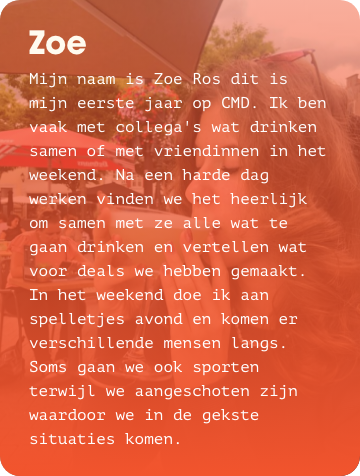 Zoe
Mijn naam is Zoe Ros dit is
mijn eerste jaar op CMD. Ik ben
vaak met collega's wat drinken
samen of met vriendinnen in het
weekend. Na een harde dag
werken vinden we het heerlijk
om samen met ze alle wat te
gaan drinken en vertellen wat
voor deals we hebben gemaakt.
In het weekend doe ik aan
spelletjes avond en komen er
verschillende mensen langs.
Soms gaan we ook sporten
terwijl we aangeschoten zijn
waardoor we in de gekste
situaties komen.